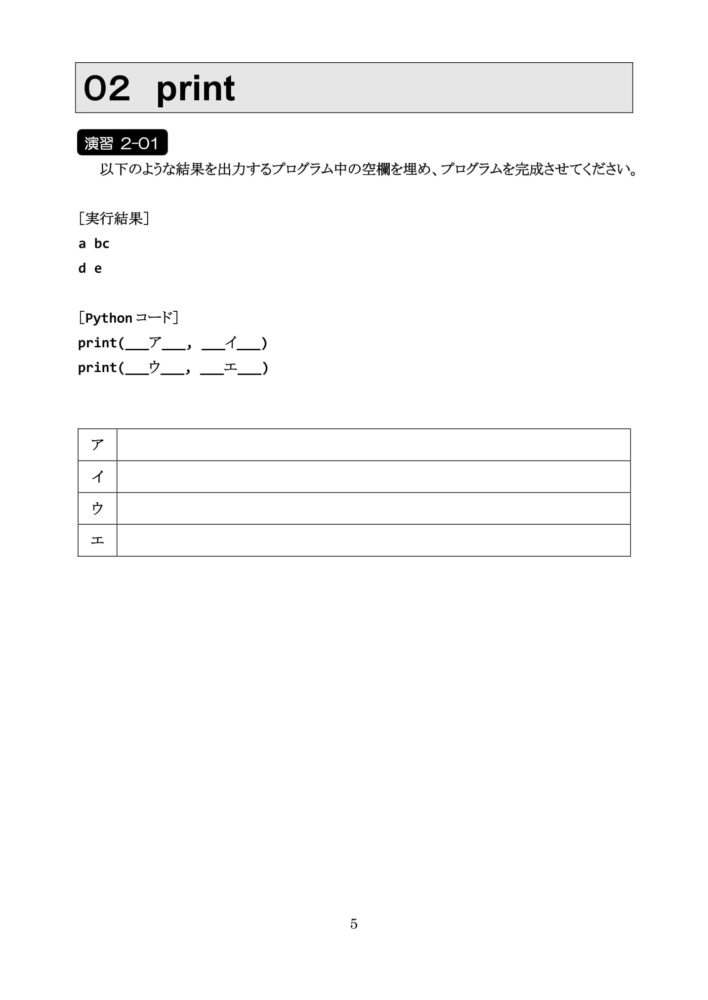 02 print
演習 2-01
以下のような結果を出力するプログラム中の空欄を埋め、プログラムを完成させてください。
[実行結果]
a bc
d e
[Python コード]
print(___ア___, ___イ___)
print(___ウ___, ___エ___)
ア
イ
ウ
エ
5